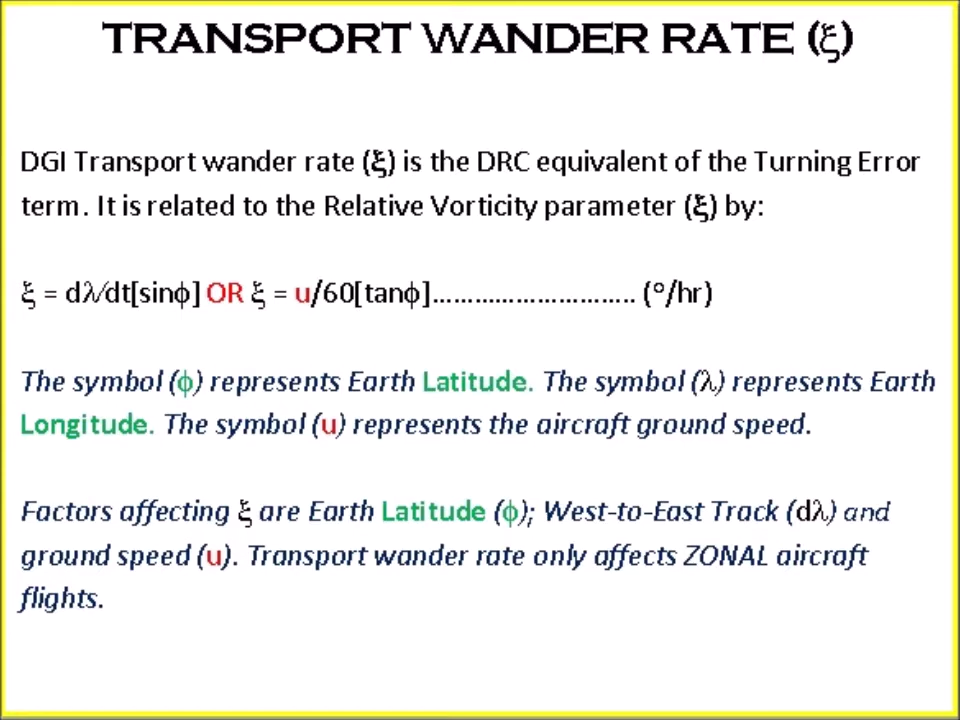 TRANSPORT WANDER RATE (ξ)
DGI Transport wander rate (ξ) is the DRC equivalent of the Turning Error
term. It is related to the Relative Vorticity parameter (ξ) by:
ξ = dλ/dt[sinϕ] OR ξ = u/60[tanϕ]………………………….. (°/hr)
The symbol (ϕ) represents Earth Latitude. The symbol (λ) represents Earth
Longitude. The symbol (u) represents the aircraft ground speed.
Factors affecting ξ are Earth Latitude (ϕ); West-to-East Track (dλ) and
ground speed (u). Transport wander rate only affects ZONAL aircraft
flights.